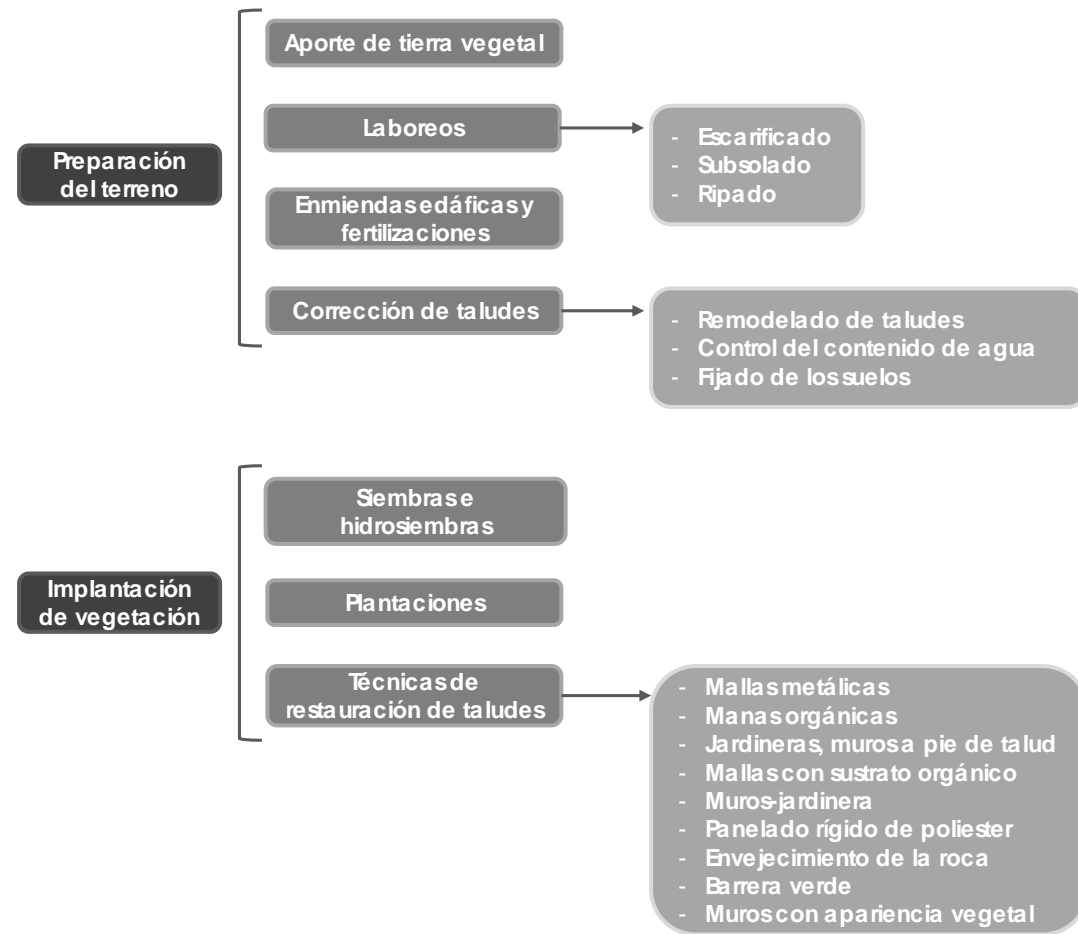 Preparación
del terreno
Aporte de tierra vegetal
Laboreos
- Escarificado
- Subsolado
- Ripado
Enmiendas edáficas y
fertilizaciones
Corrección de taludes
- Remodelado de taludes
- Control del contenido de agua
- Fijado de los suelos
Implantación
de vegetación
Siembras e
hidrosiembras
Plantaciones
Técnicas de
restauración de taludes
- Mallas metálicas
- Manas orgánicas
- Jardineras, muros a pie de talud
- Mallas con sustrato orgánico
- Muros-jardinera
- Panelado rígido de poliester
- Envejecimiento de la roca
- Barrera verde
- Muros con apariencia vegetal